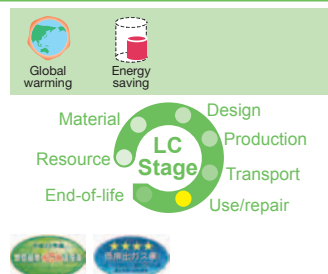 Global
warming
Energy
saving
Material
Design
Production
LC
Stage
Resource
Transport
End-of-life
Use/repair